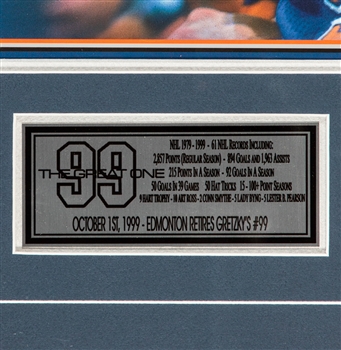 99
THE GREAT ONE
NHL 1979 - 1999 - 61 NHL RECORDS INCLUDING:
2,857 POINTS (REGULAR SEASON) - 894 GOALS AND 1,963 ASSISTS
215 POINTS IN A SEASON - 92 GOALS IN A SEASON
50 GOALS IN 39 GAMES 50 HAT TRICKS 15 - 100+ POINT SEASONS
9 HART TROPHY - 10 ART ROSS - 2 CONN SMYTHE - 5 LADY BYNG - 5 LESTER B. PEARSON
OCTOBER 1ST, 1999 - EDMONTON RETIRES GRETZKY'S #99